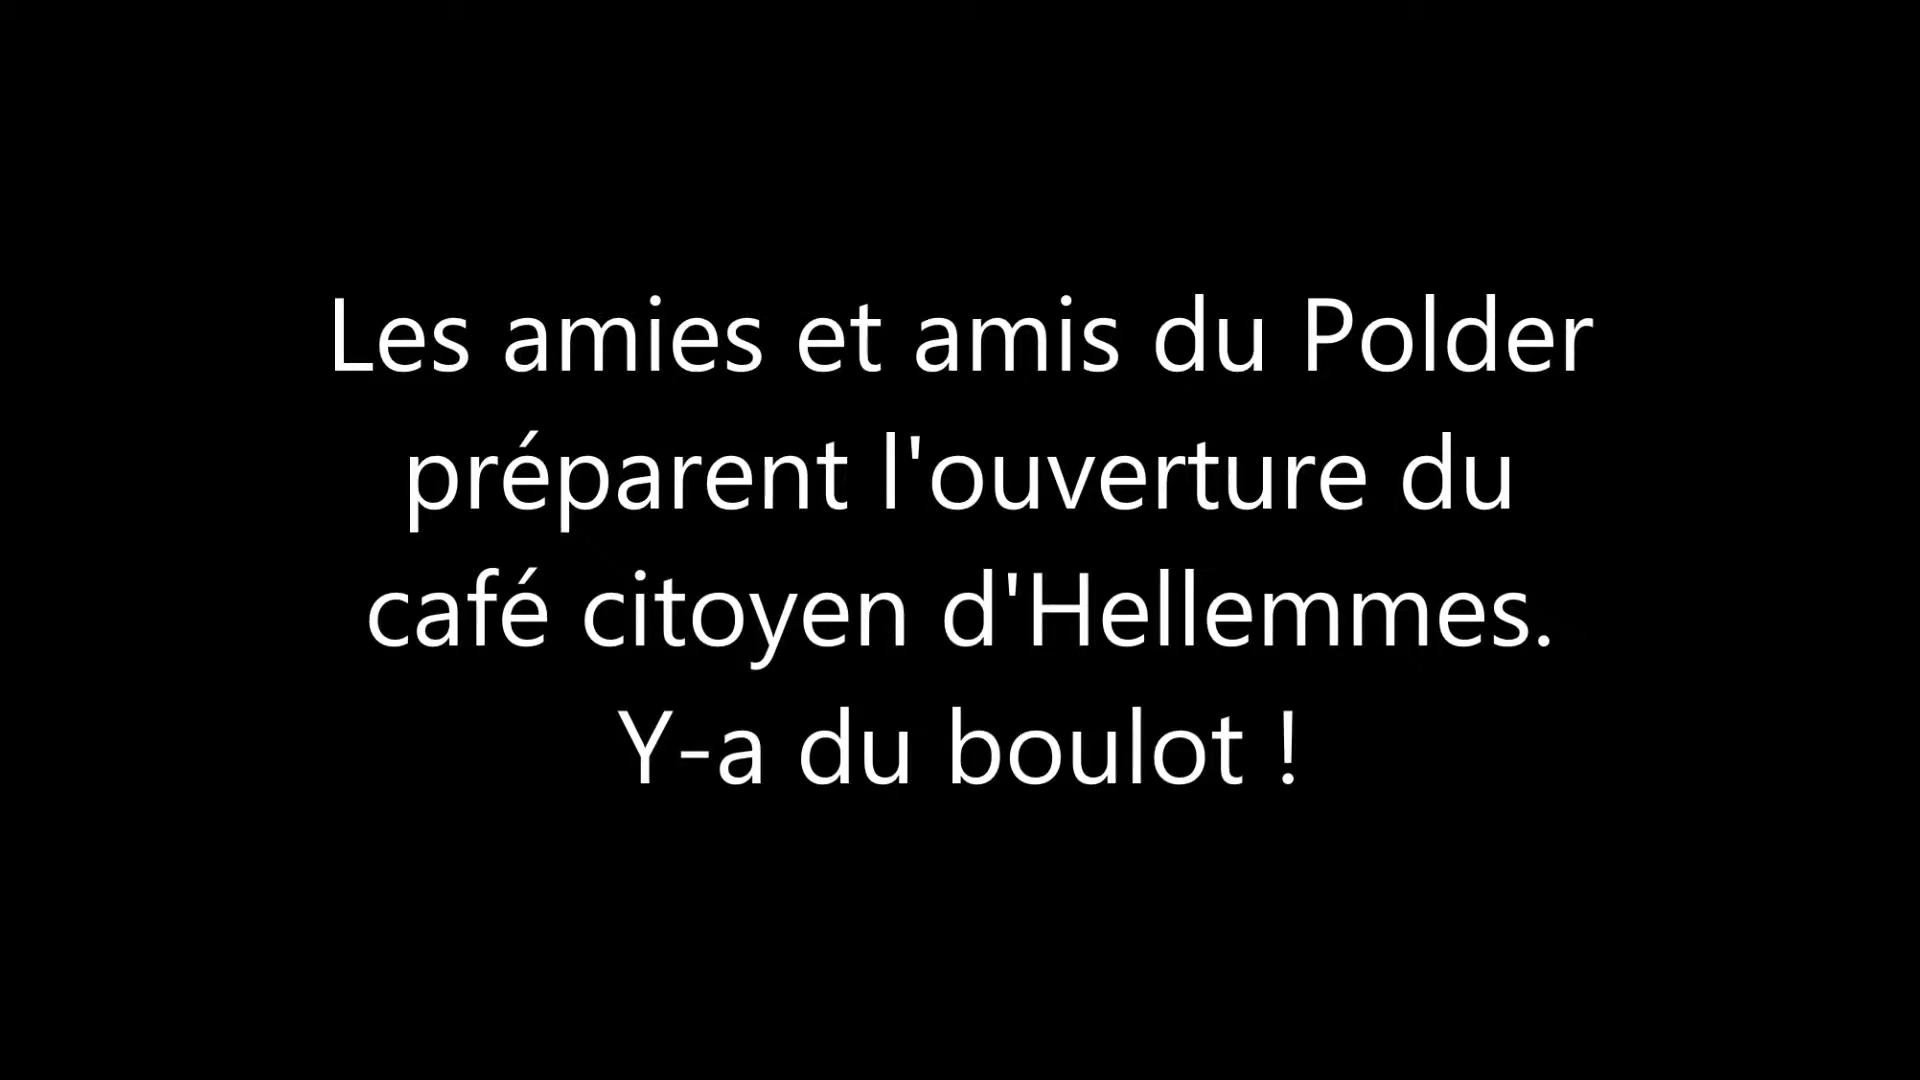 Les amies et amis du Polder
préparent l'ouverture du
café citoyen d'Hellemmes.
Y-a du boulot !